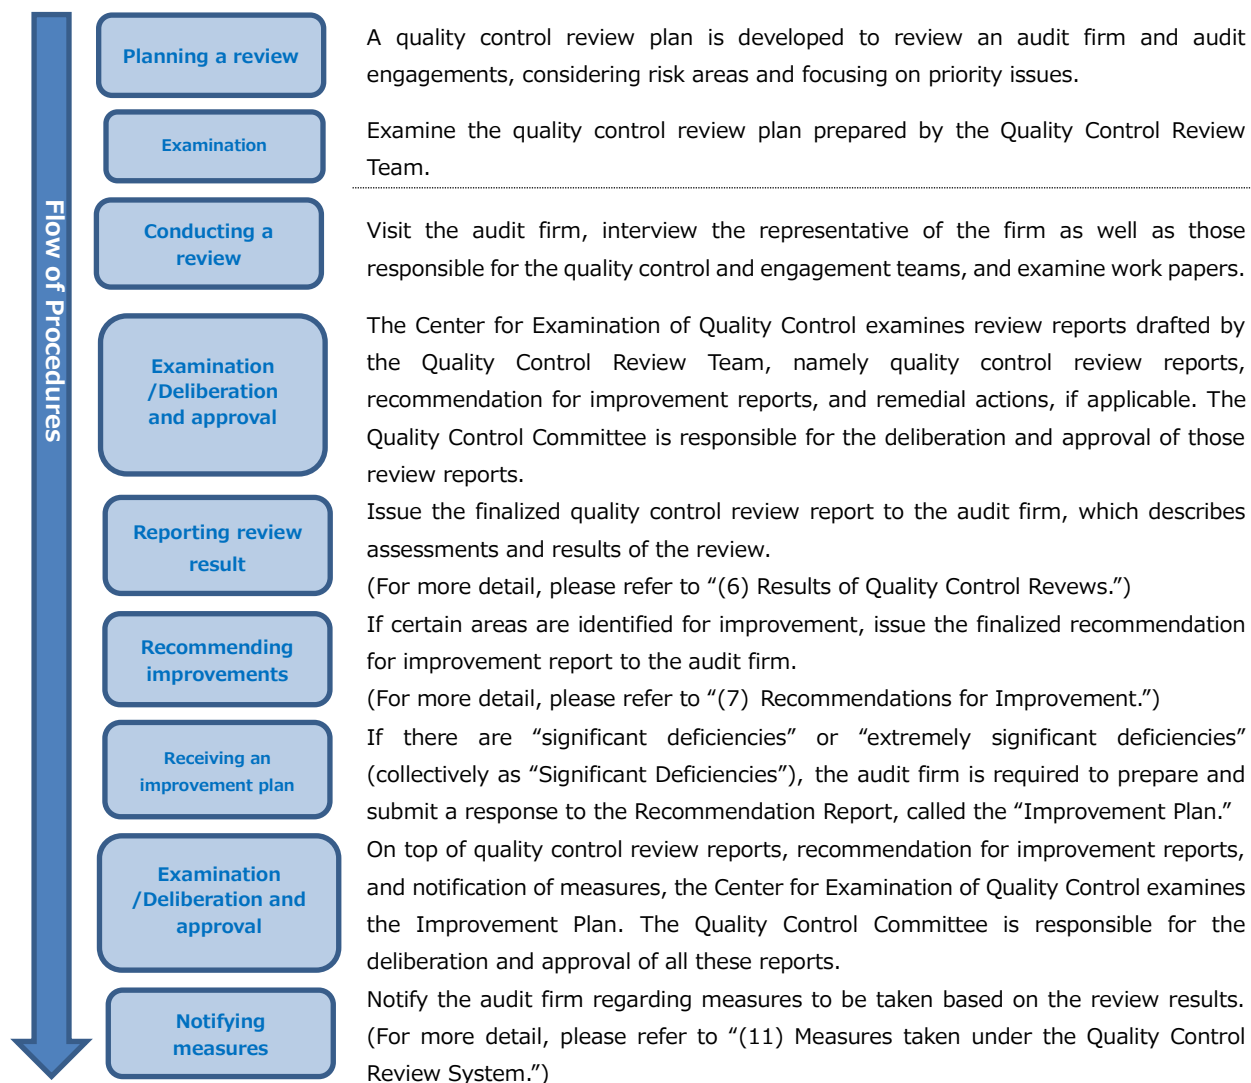 Flow of Procedures
Planning a review
A quality control review plan is developed to review an audit firm and audit
engagements, considering risk areas and focusing on priority issues.
Examination
Examine the quality control review plan prepared by the Quality Control Review
Team.
Conducting a
review
Visit the audit firm, interview the representative of the firm as well as those
responsible for the quality control and engagement teams, and examine work papers.
Examination
/Deliberation
and approval
The Center for Examination of Quality Control examines review reports drafted by
the Quality Control Review Team, namely quality control review reports,
recommendation for improvement reports, and remedial actions, if applicable. The
Quality Control Committee is responsible for the deliberation and approval of those
review reports.
Reporting review
result
Issue the finalized quality control review report to the audit firm, which describes
assessments and results of the review.
(For more detail, please refer to “(6) Results of Quality Control Revews.”)
Recommending
improvements
If certain areas are identified for improvement, issue the finalized recommendation
for improvement report to the audit firm.
(For more detail, please refer to “(7) Recommendations for Improvement.”)
Receiving an
improvement plan
If there are “significant deficiencies” or “extremely significant deficiencies”
(collectively as “Significant Deficiencies”), the audit firm is required to prepare and
submit a response to the Recommendation Report, called the “Improvement Plan.”
Examination
/Deliberation and
approval
On top of quality control review reports, recommendation for improvement reports,
and notification of measures, the Center for Examination of Quality Control examines
the Improvement Plan. The Quality Control Committee is responsible for the
deliberation and approval of all these reports.
Notifying
measures
Notify the audit firm regarding measures to be taken based on the review results.
(For more detail, please refer to “(11) Measures taken under the Quality Control
Review System.”)